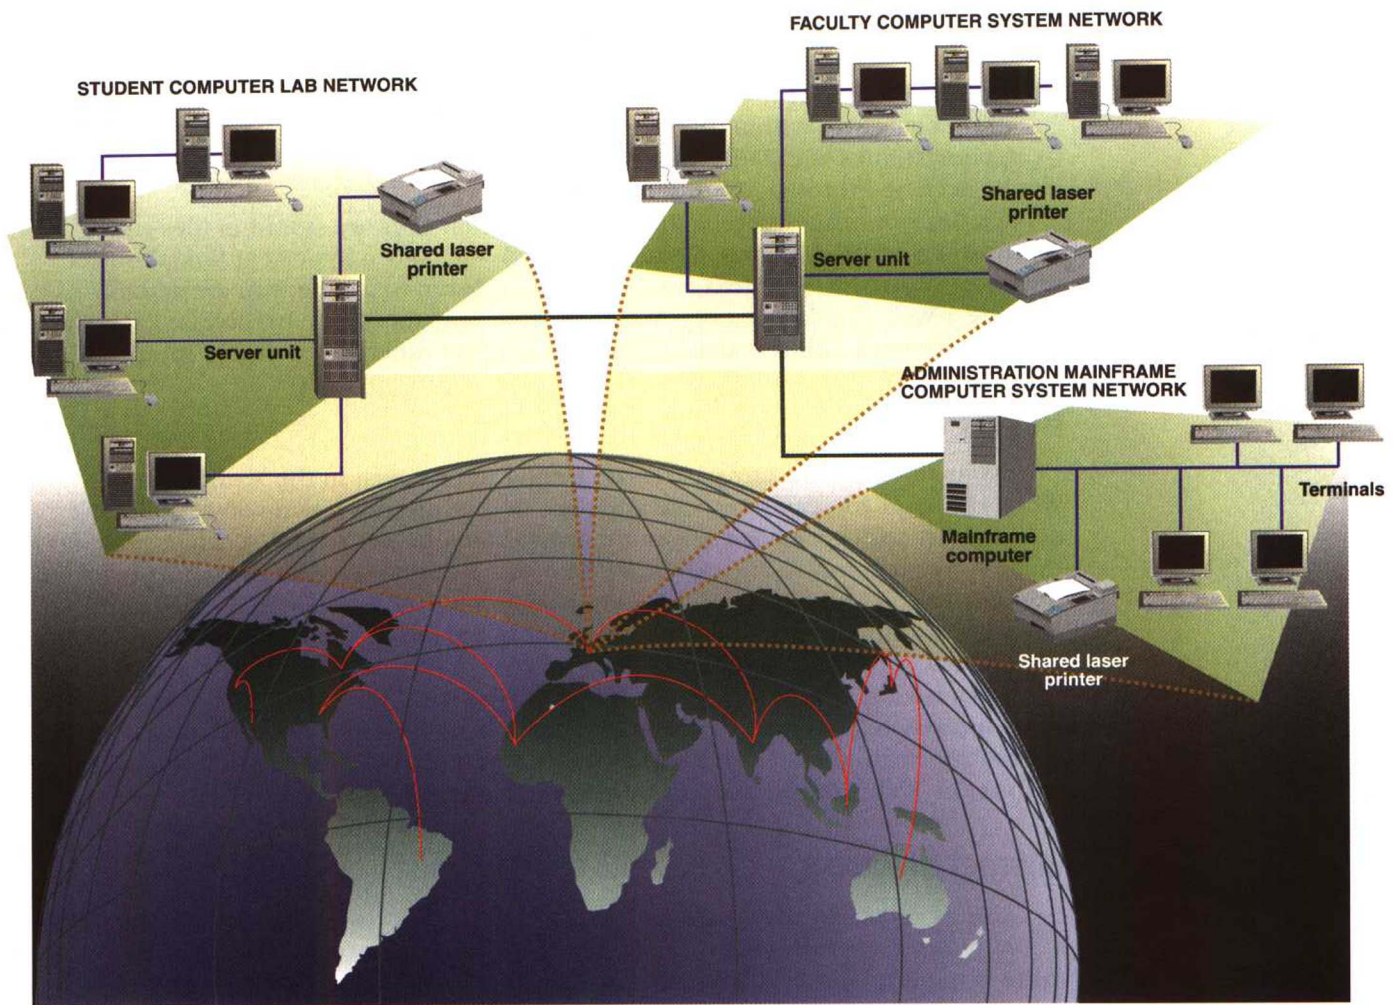 FACULTY COMPUTER SYSTEM NETWORK
STUDENT COMPUTER LAB NETWORK
Shared laser
printer
Shared laser
printer
Server unit
Server unit
ADMINISTRATION MAINFRAME
COMPUTER SYSTEM NETWORK
Terminals
Mainframe
computer
Shared laser
printer